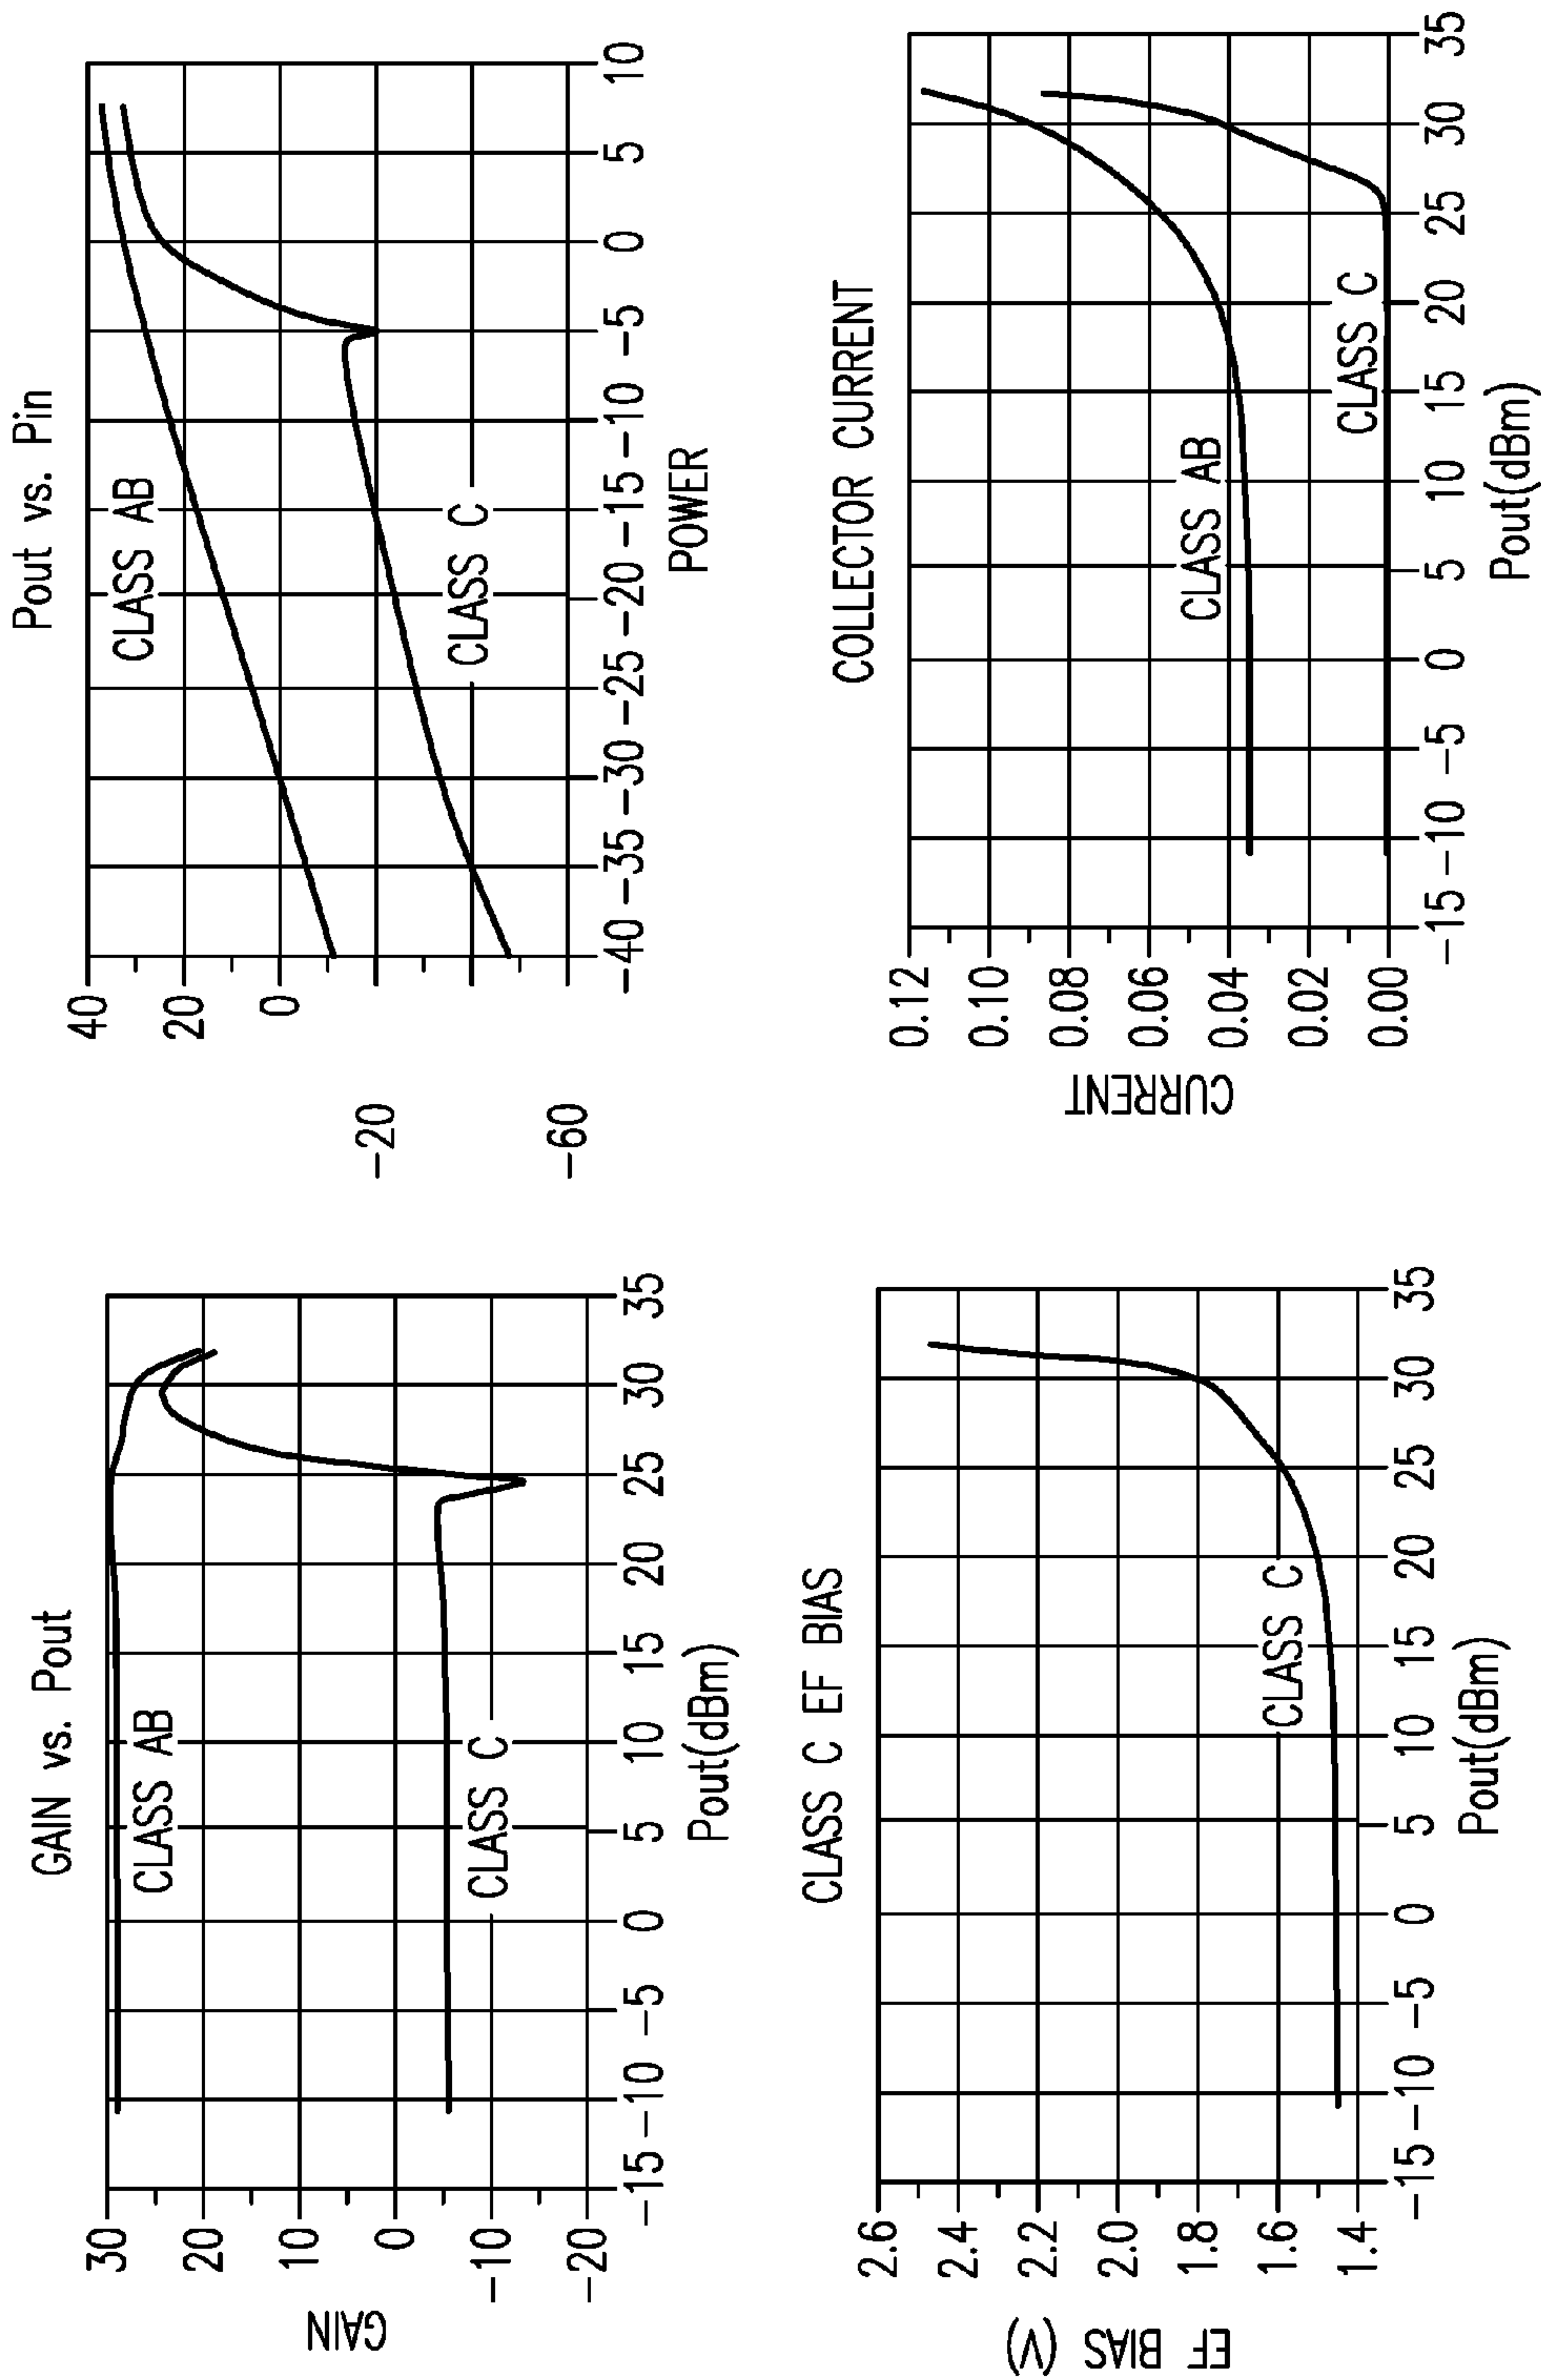 GAIN vs. Pout
GAIN
30
20
10
0
-10
-20
CLASS AB
CLASS C
-15 -10 -5 0 5 10 15 20 25 30 35
Pout(dBm)
Pout vs. Pin
40
20
0
-20
-60
CLASS AB
CLASS C
-40 -35 -30 -25 -20 -15 -10 -5 0 5 10
POWER
CLASS C EF BIAS
EF BIAS
(V)
2.6
2.4
2.2
2.0
1.8
1.6
1.4
CLASS C
-15 -10 -5 0 5 10 15 20 25 30 35
Pout(dBm)
COLLECTOR CURRENT
CURRENT
0.12
0.10
0.08
0.06
0.04
0.02
0.00
CLASS AB
CLASS C
-15 -10 -5 0 5 10 15 20 25 30 35
Pout(dBm)